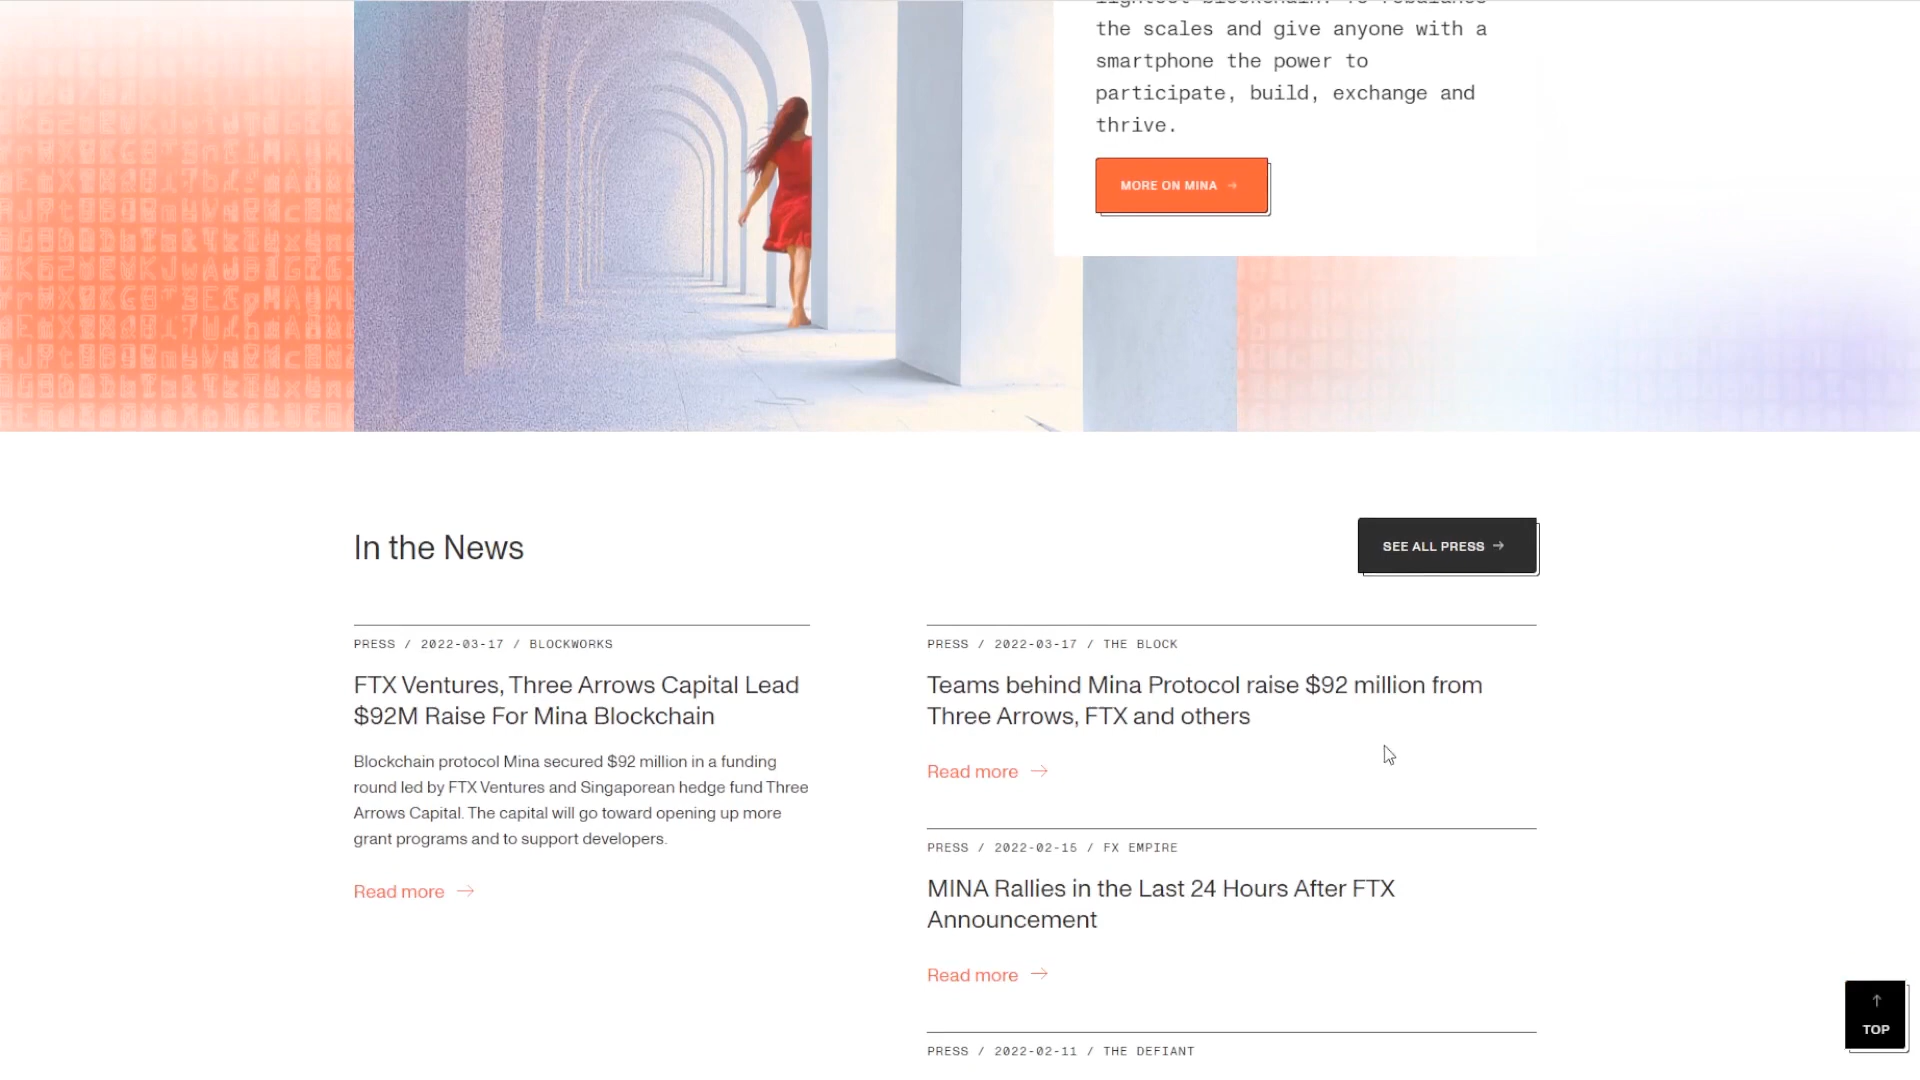 the scales and give anyone with a
smartphone the power to
participate, build, exchange and
thrive.
MORE ON MINA →
In the News
SEE ALL PRESS →
PRESS / 2022-03-17 / BLOCKWORKS
FTX Ventures, Three Arrows Capital Lead
$92M Raise For Mina Blockchain
Blockchain protocol Mina secured $92 million in a funding
round led by FTX Ventures and Singaporean hedge fund Three
Arrows Capital. The capital will go toward opening up more
grant programs and to support developers.
Read more →
PRESS / 2022-03-17 / THE BLOCK
Teams behind Mina Protocol raise $92 million from
Three Arrows, FTX and others
Read more →
PRESS / 2022-02-15 / FX EMPIRE
MINA Rallies in the Last 24 Hours After FTX
Announcement
Read more →
PRESS / 2022-02-11 / THE DEFIANT
↑
TOP